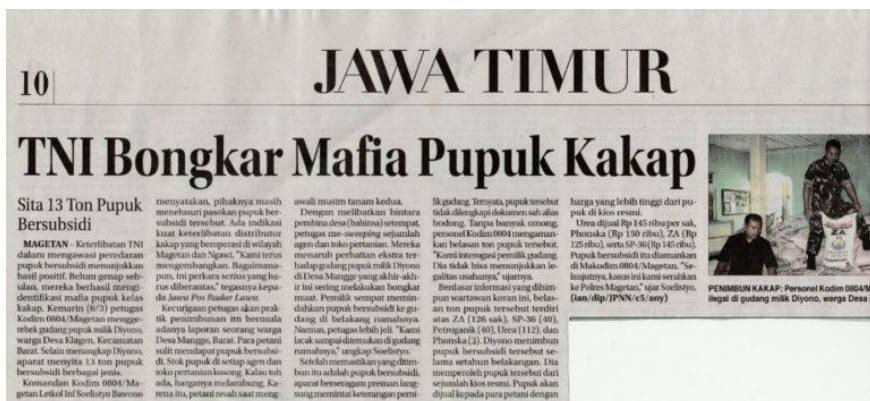 10
JAWA TIMUR
TNI Bongkar Mafia Pupuk Kakap
Sita 13 Ton Pupuk
Bersubsidi
MAGETAN – Keterlibatan TNI
dalam mengawasi peredaran
pupuk bersubsidi menunjukkan
hasil positif. Belum genap seb-
ulan, mereka berhasil mengi-
dentifikasi mafia pupuk kelas
kakap. Kemarin (6/3) petugas
Kodim 0804/Magetan mengge-
rebek gudang pupuk milik Diyono,
warga Desa Klagen, Kecamatan
Barat. Selain menangkap Diyono,
aparat menyita 13 ton pupuk
bersubsidi berbagai jenis.
Komandan Kodim 0804/Ma-
getan Letkol Inf Soelistyo Bawono
menyatakan, pihaknya masih
menelusuri pasokan pupuk ber-
subsidi tersebut. Ada indikasi
kuat keterlibatan distributor
kakap yang beroperasi di wilayah
Magetan dan Ngawi. "Kami terus
mengembangkan. Bagaimana-
pun, ini perkara serius yang ha-
rus diberantas," tegasnya kepa-
da Jawa Pos Radar Lawu.
Kecurigaan petugas akan prak-
tik penimbunan itu bermula
adanya laporan seorang warga
Desa Mangge, Barat. Para petani
sulit mendapat pupuk bersubsi-
di. Stok pupuk di setiap agen dan
toko pertanian kosong. Kalau toh
ada, harganya melambung. Ka-
rena itu, petani resah saat meng-
awali musim tanam kedua.
Dengan melibatkan bintara
pembina desa (babinsa) setempat,
petugas me-sweeping sejumlah
agen dan toko pertanian. Mereka
menaruh perhatian ekstra ter-
hadap gudang pupuk milik Diyono
di Desa Mangge yang akhir-akh-
ir ini sering melakukan bongkar
muat. Pemilik sempat memin-
dahkan pupuk bersubsidi ke gu-
dang di belakang rumahnya.
Namun, petugas lebih jeli. "Kami
lacak sampai ditemukan di gudang
rumahnya," ungkap Soelistyo.
Setelah memastikan yang ditim-
bun itu adalah pupuk bersubsidi,
aparat berseragam preman lang-
sung memintai keterangan pemi-
lik gudang. Ternyata, pupuk tersebut
tidak dilengkapi dokumen sah alias
bodong. Tanpa banyak omong,
personel Kodim 0804 mengaman-
kan belasan ton pupuk tersebut.
"Kami interogasi pemilik gudang.
Dia tidak bisa menunjukkan le-
galitas usahanya," ujarnya.
Berdasar informasi yang dihim-
pun wartawan koran ini, belas-
an ton pupuk tersebut terdiri
atas ZA (126 sak), SP-36 (40),
Petroganik (40), Urea (112), dan
Phonska (3). Diyono menimbun
pupuk bersubsidi tersebut se-
lama setahun belakangan. Dia
memperoleh pupuk tersebut dari
sejumlah kios resmi. Pupuk akan
dijual kepada para petani dengan
harga yang lebih tinggi dari pu-
puk di kios resmi.
Urea dijual Rp 145 ribu per sak,
Phonska (Rp 150 ribu), ZA (Rp
125 ribu), serta SP-36 (Rp 145 ribu).
Pupuk bersubsidi itu diamankan
di Makodim 0804/Magetan. "Se-
lanjutnya, kasus ini kami serahkan
ke Polres Magetan," ujar Soelistyo.
(ian/dip/JPNN/c5/any)
ZA
PENIMBUN KAKAP: Personel Kodim 0804/M
ilegal di gudang milik Diyono, warga Desa